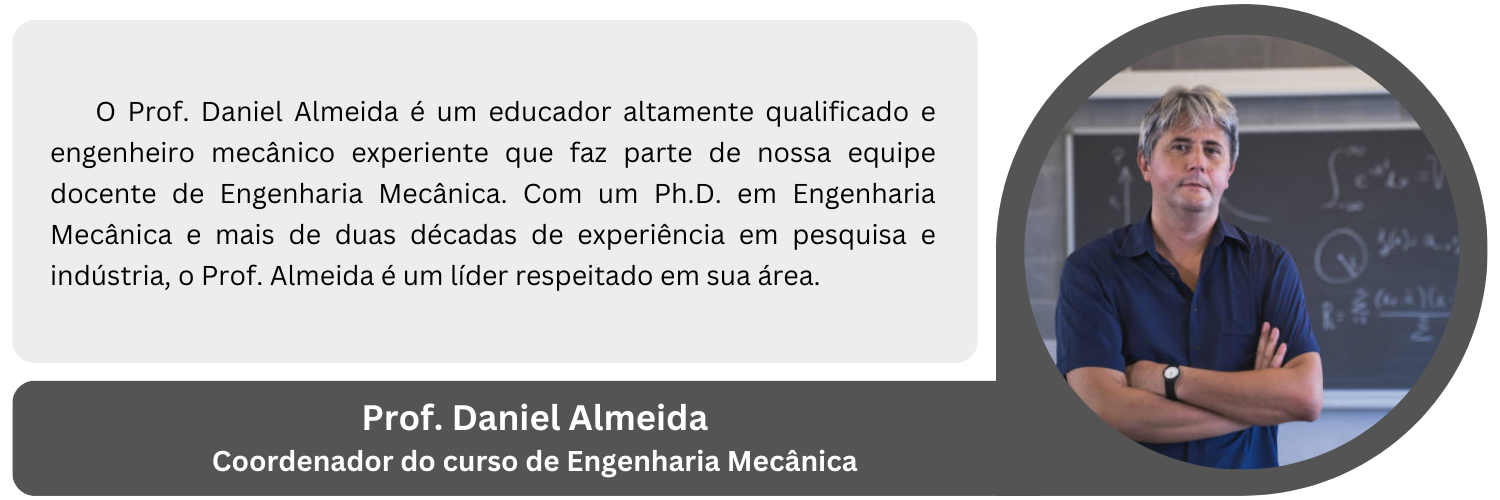 O Prof. Daniel Almeida é um educador altamente qualificado e
engenheiro mecânico experiente que faz parte de nossa equipe
docente de Engenharia Mecânica. Com um Ph.D. em Engenharia
Mecânica e mais de duas décadas de experiência em pesquisa e
indústria, o Prof. Almeida é um líder respeitado em sua área.
Prof. Daniel Almeida
Coordenador do curso de Engenharia Mecânica